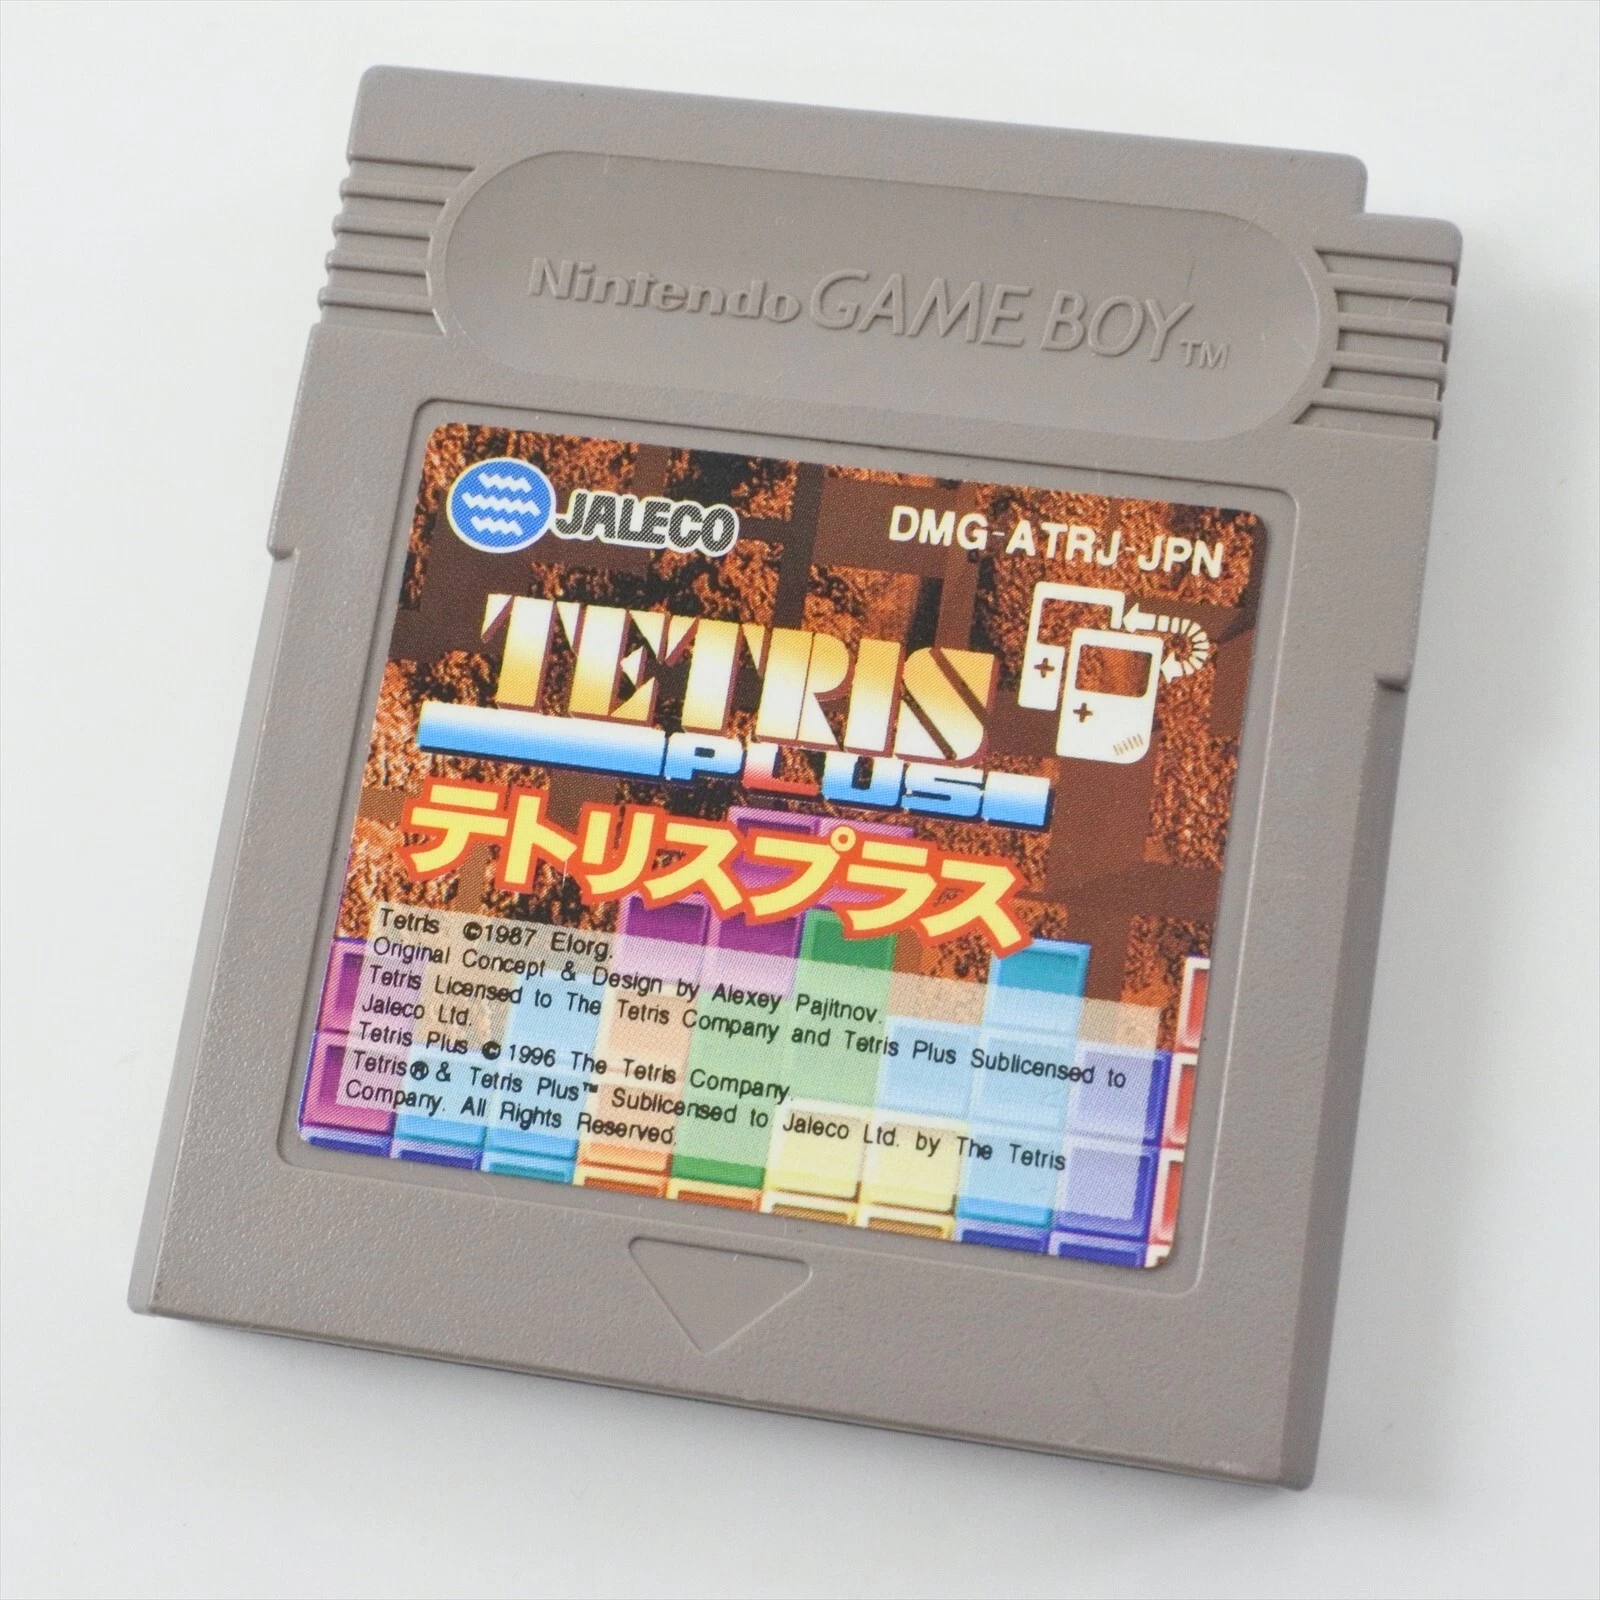 Nintendo GAME BOY™
JALECO
DMG-ATRJ-JPN
TETRIS
PLUS
テトリスプラス
Tetris ©1987 Elorg.
Original Concept & Design by Alexey Pajitnov.
Tetris Licensed to The Tetris Company and Tetris Plus Sublicensed to
Jaleco Ltd.
Tetris Plus ©1996 The Tetris Company.
Tetris® & Tetris Plus™ Sublicensed to Jaleco Ltd. by The Tetris
Company. All Rights Reserved.